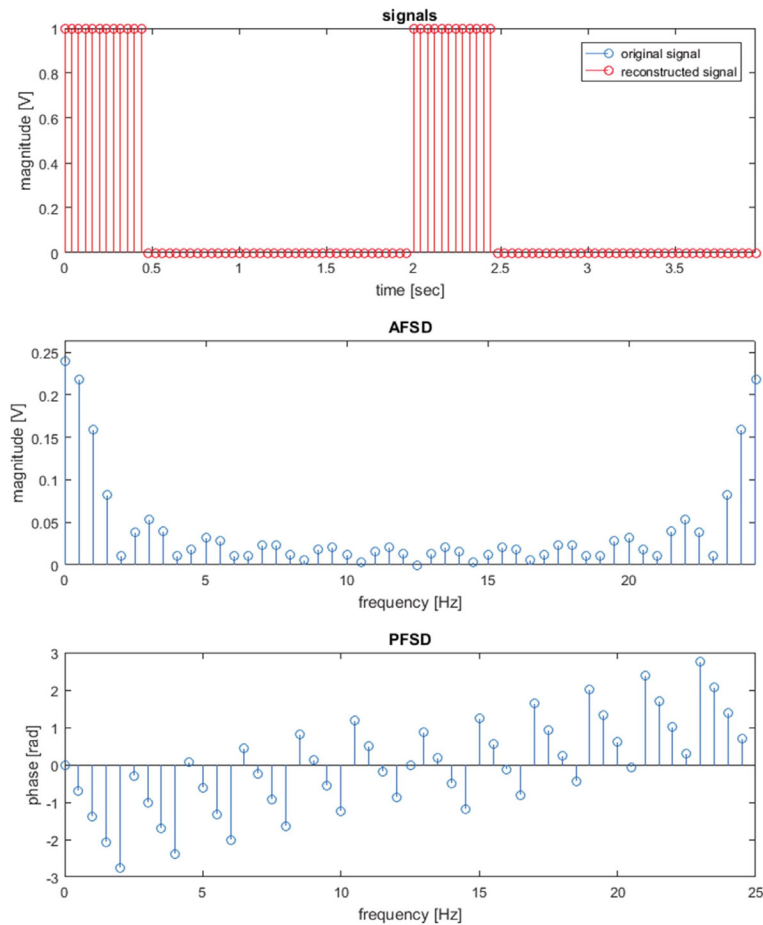 signals
1
0.8
0.6
0.4
0.2
0
magnitude [V]
original signal
reconstructed signal
0 0.5 1 1.5 2 2.5 3 3.5
time [sec]
AFSD
0.25
0.2
0.15
0.1
0.05
0
magnitude [V]
0 5 10 15 20
frequency [Hz]
PFSD
3
2
1
0
-1
-2
-3
phase [rad]
0 5 10 15 20 25
frequency [Hz]